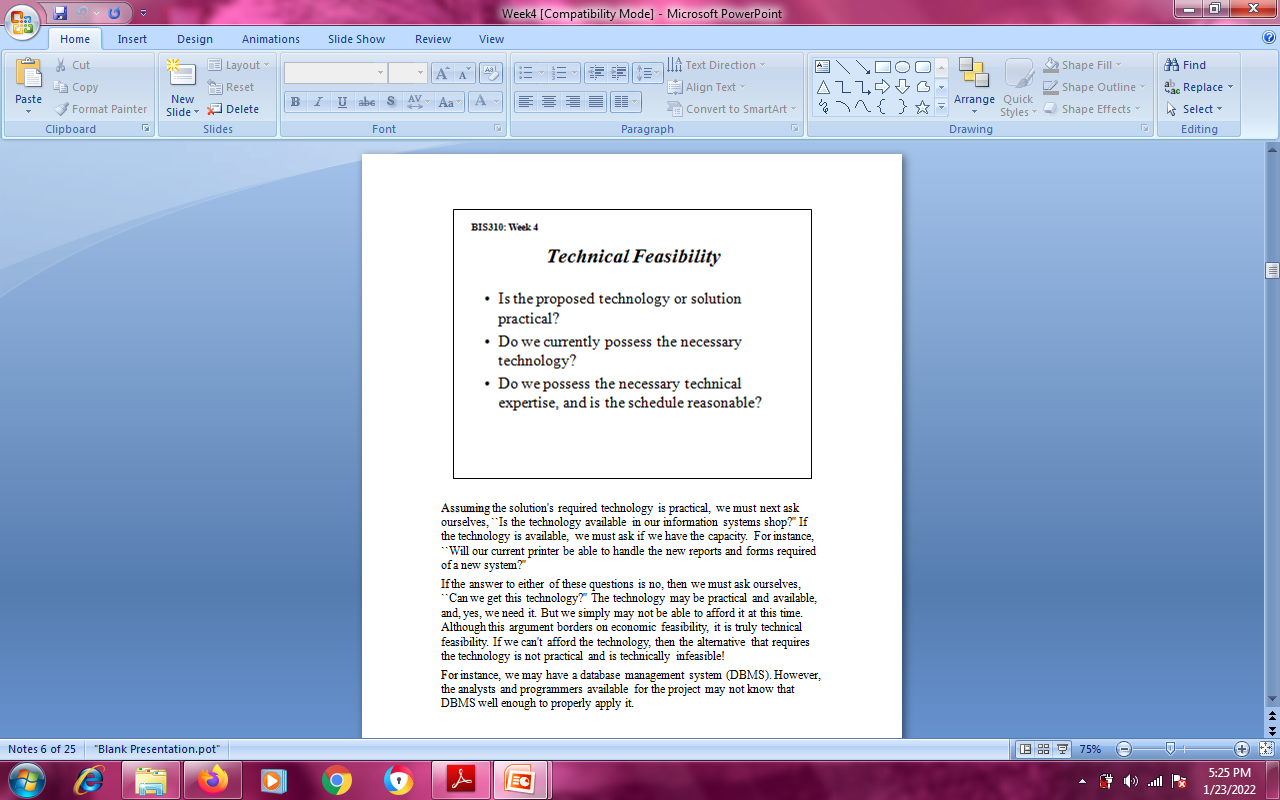 Week4 [Compatibility Mode] - Microsoft PowerPoint
Home Insert Design Animations Slide Show Review View
Paste
Cut
Copy
Format Painter
Clipboard
New Slide
Layout
Reset
Delete
Slides
B I U abc S AV Aa A
Font
Text Direction
Align Text
Convert to SmartArt
Paragraph
Arrange
Quick Styles
Shape Fill
Shape Outline
Shape Effects
Drawing
Find
Replace
Select
Editing
BIS310: Week 4
Technical Feasibility
• Is the proposed technology or solution
practical?
• Do we currently possess the necessary
technology?
• Do we possess the necessary technical
expertise, and is the schedule reasonable?
Assuming the solution's required technology is practical, we must next ask
ourselves, ``Is the technology available in our information systems shop?'' If
the technology is available, we must ask if we have the capacity. For instance,
``Will our current printer be able to handle the new reports and forms required
of a new system?''
If the answer to either of these questions is no, then we must ask ourselves,
``Can we get this technology?'' The technology may be practical and available,
and, yes, we need it. But we simply may not be able to afford it at this time.
Although this argument borders on economic feasibility, it is truly technical
feasibility. If we can't afford the technology, then the alternative that requires
the technology is not practical and is technically infeasible!
For instance, we may have a database management system (DBMS). However,
the analysts and programmers available for the project may not know that
DBMS well enough to properly apply it.
Notes 6 of 25 "Blank Presentation.pot" 75%
5:25 PM
1/23/2022